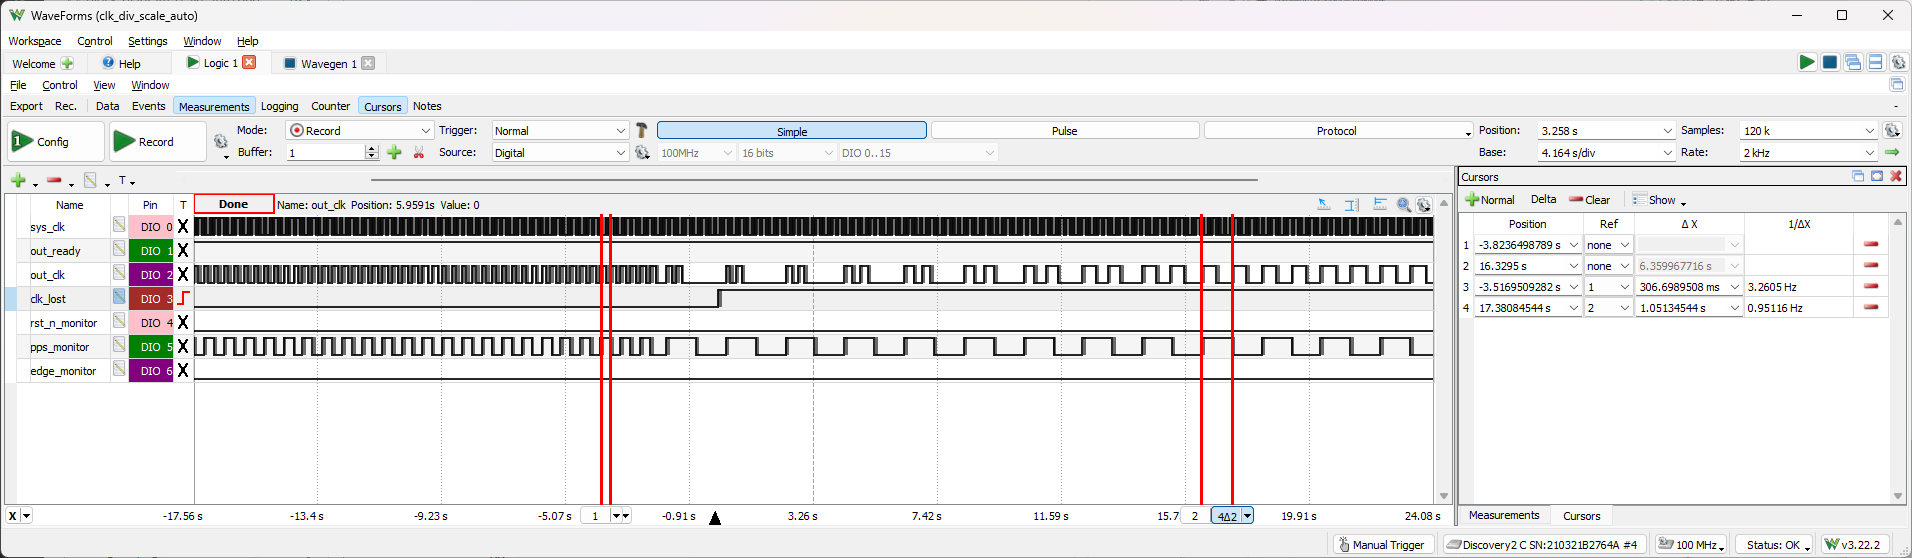 WaveForms (clk_div_scale_auto)
Workspace Control Settings Window Help
Welcome Help Logic 1 Wavegen 1
File Control View Window
Export Rec. Data Events Measurements Logging Counter Cursors Notes
1 Config Record Mode: Record Trigger: Normal Simple Pulse Protocol Position: 3.258 s Samples: 120 k
Buffer: 1 Source: Digital 100MHz 16 bits DIO 0..15 Base: 4.164 s/div Rate: 2 kHz
T
Name Pin T Done Name: out_clk Position: 5.9591s Value: 0
sys_clk DIO 0 X
out_ready DIO 1 X
out_clk DIO 2 X
clk_lost DIO 3
rst_n_monitor DIO 4 X
pps_monitor DIO 5 X
edge_monitor DIO 6 X
X -17.56 s -13.4 s -9.23 s -5.07 s 1 -0.91 s 3.26 s 7.42 s 11.59 s 15.7 2 4Δ2 19.91 s 24.08 s
Cursors
Normal Delta Clear Show
Position Ref Δ X 1/ΔX
1 -3.8236498789 s none
2 16.3295 s none 6.359967716 s
3 -3.5169509282 s 1 306.6989508 ms 3.2605 Hz
4 17.38084544 s 2 1.05134544 s 0.95116 Hz
Measurements Cursors
Manual Trigger Discovery2 C SN:210321B2764A #4 100 MHz Status: OK v3.22.2